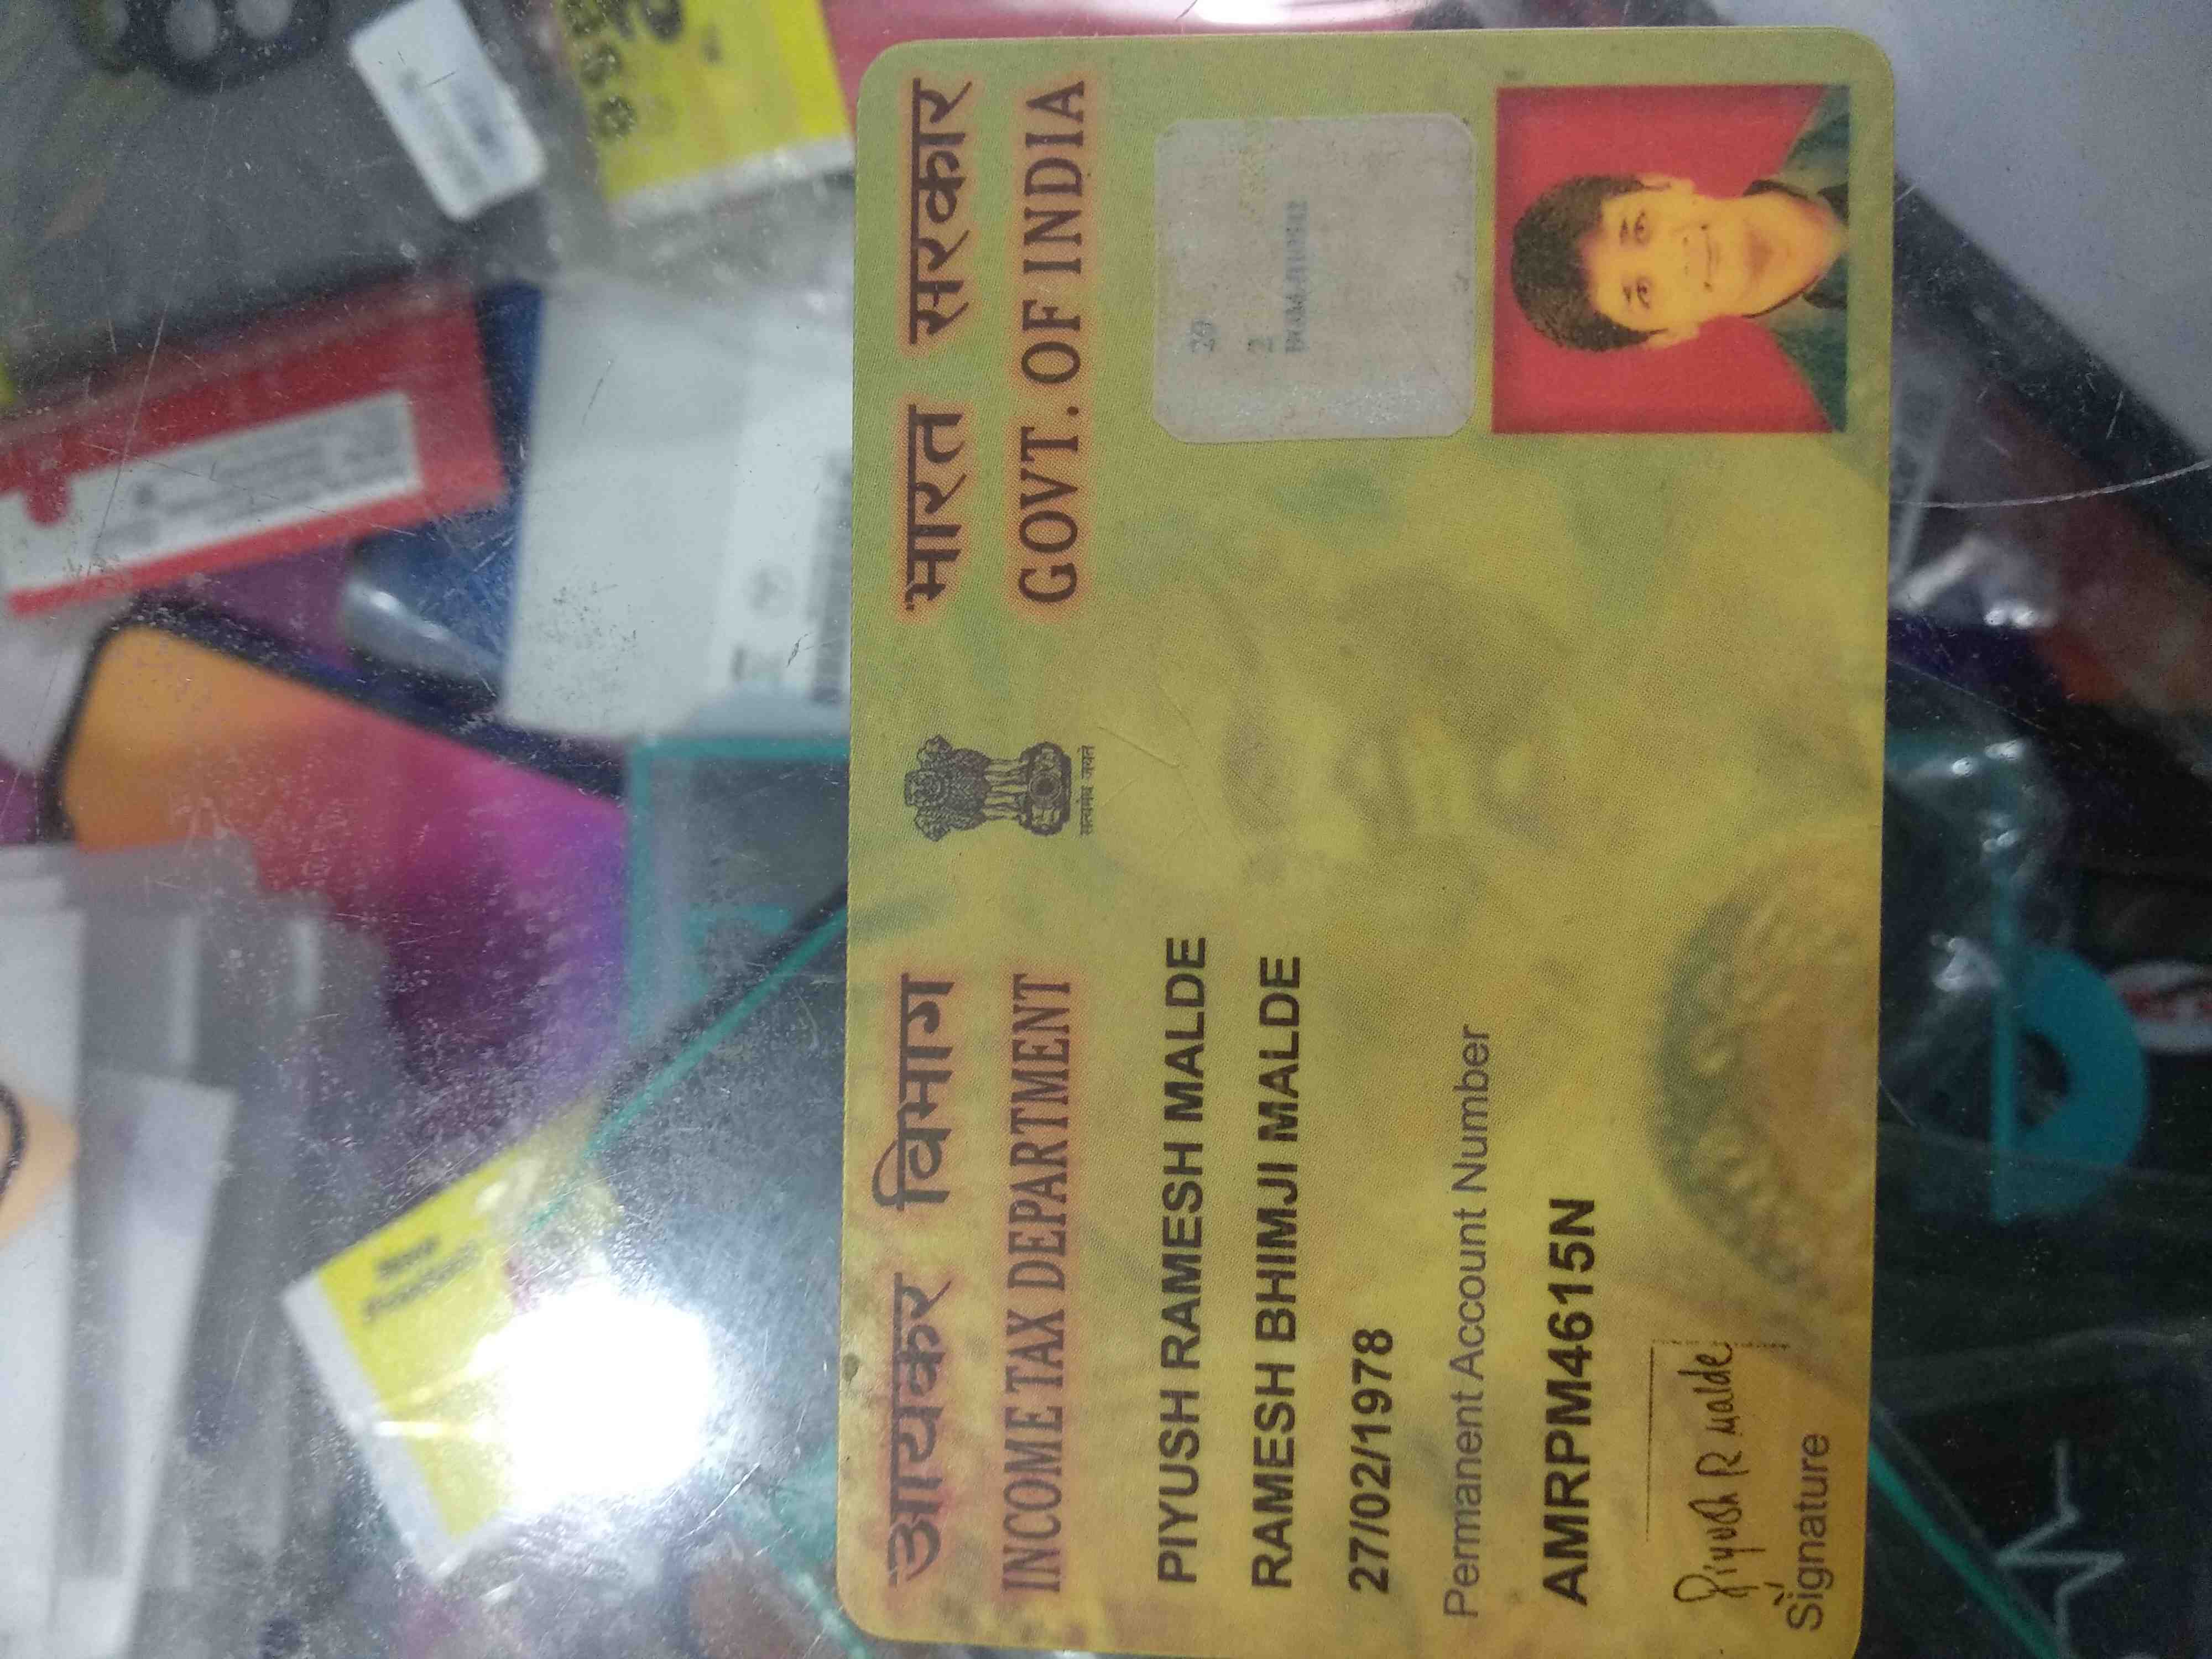 आयकर विभाग
INCOME TAX DEPARTMENT
सत्यमेव जयते
भारत सरकार
GOVT. OF INDIA
PIYUSH RAMESH MALDE
RAMESH BHIMJI MALDE
27/02/1978
Permanent Account Number
AMRPM4615N
Piyush R Malde
Signature